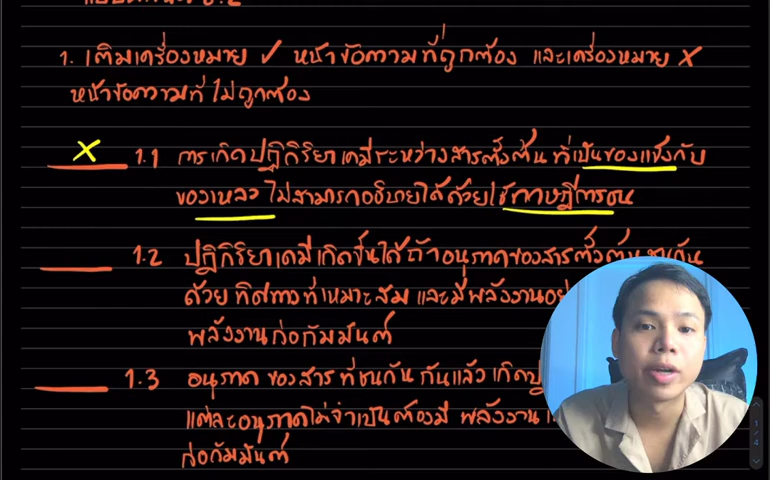 1. เติมเครื่องหมาย ✓ หน้าข้อความที่ถูกต้อง และเครื่องหมาย ✗
หน้าข้อความที่ไม่ถูกต้อง
✗ 1.1 การเกิดปฏิกิริยาเคมีระหว่างสารตั้งต้น ที่เป็นของแข็งกับ
ของเหลว ไม่สามารถอธิบายได้ด้วยใช้ทฤษฎีการชน
1.2 ปฏิกิริยาเคมีเกิดขึ้นได้ถ้าอนุภาคของสารตั้งต้น
ด้วย ทิศทางที่เหมาะสม และมีพลังงาน
พลังงานก่อกัมมันต์
1.3 อนุภาค ของสาร ที่ชนกัน กันแล้ว
แต่ละอนุภาคไม่จำเป็นต้องมี พลังงาน
ก่อกัมมันต์
1
4